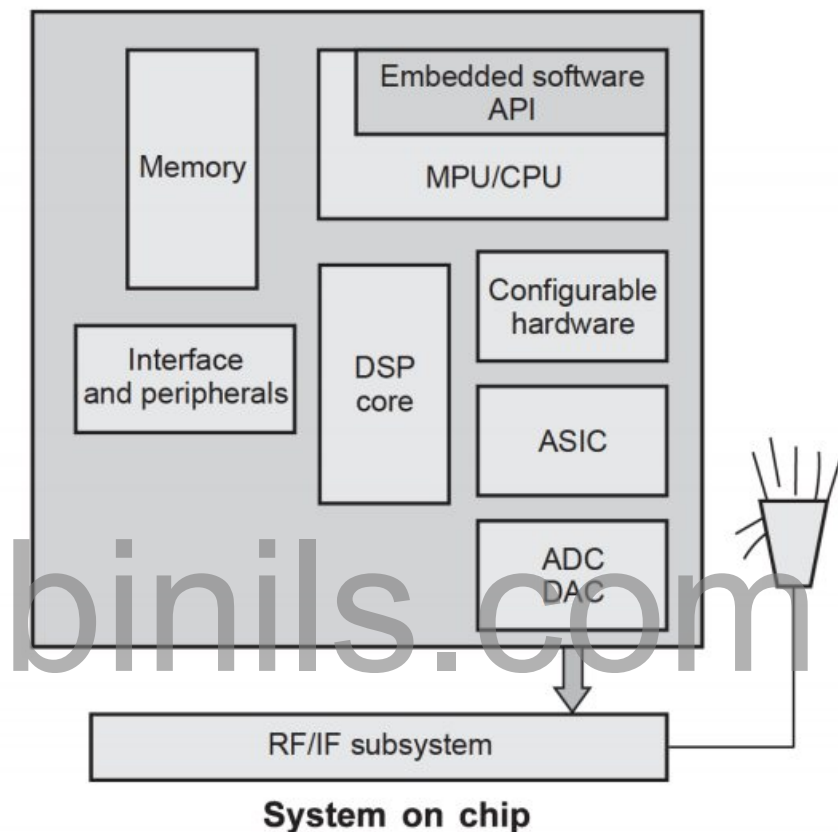 Embedded software
API
Memory
MPU/CPU
Configurable
hardware
Interface
and peripherals
DSP
core
ASIC
ADC
DAC
binils.com
RF/IF subsystem
System on chip